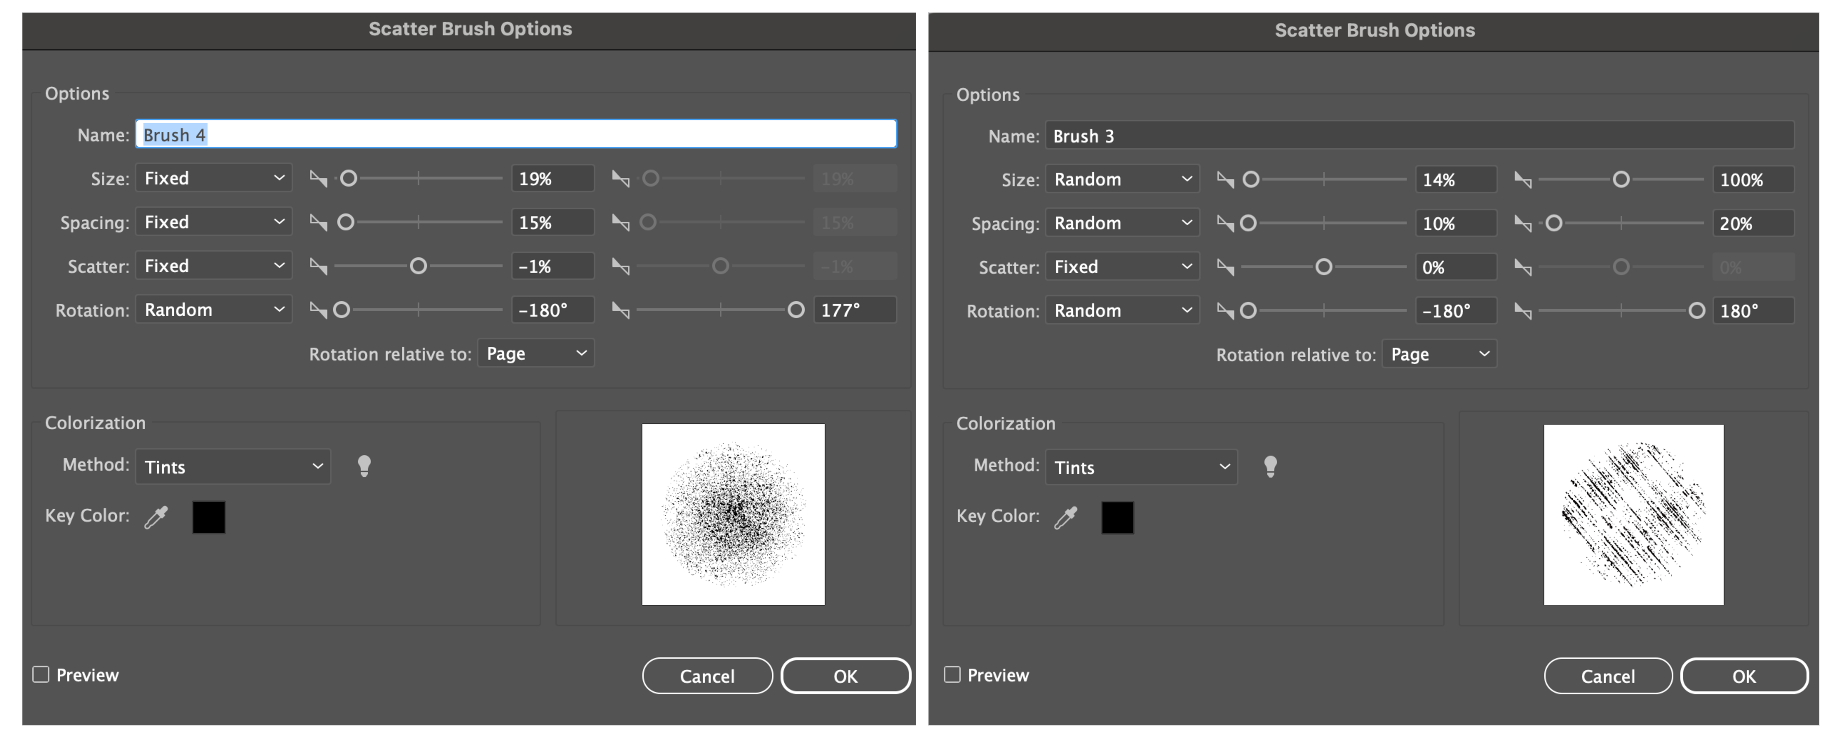 Scatter Brush Options
Options
Name: Brush 4
Size: Fixed 19% 19%
Spacing: Fixed 15% 15%
Scatter: Fixed -1% -1%
Rotation: Random -180° 177°
Rotation relative to: Page
Colorization
Method: Tints
Key Color:
Preview
Cancel OK
Scatter Brush Options
Options
Name: Brush 3
Size: Random 14% 100%
Spacing: Random 10% 20%
Scatter: Fixed 0% 0%
Rotation: Random -180° 180°
Rotation relative to: Page
Colorization
Method: Tints
Key Color:
Preview
Cancel OK